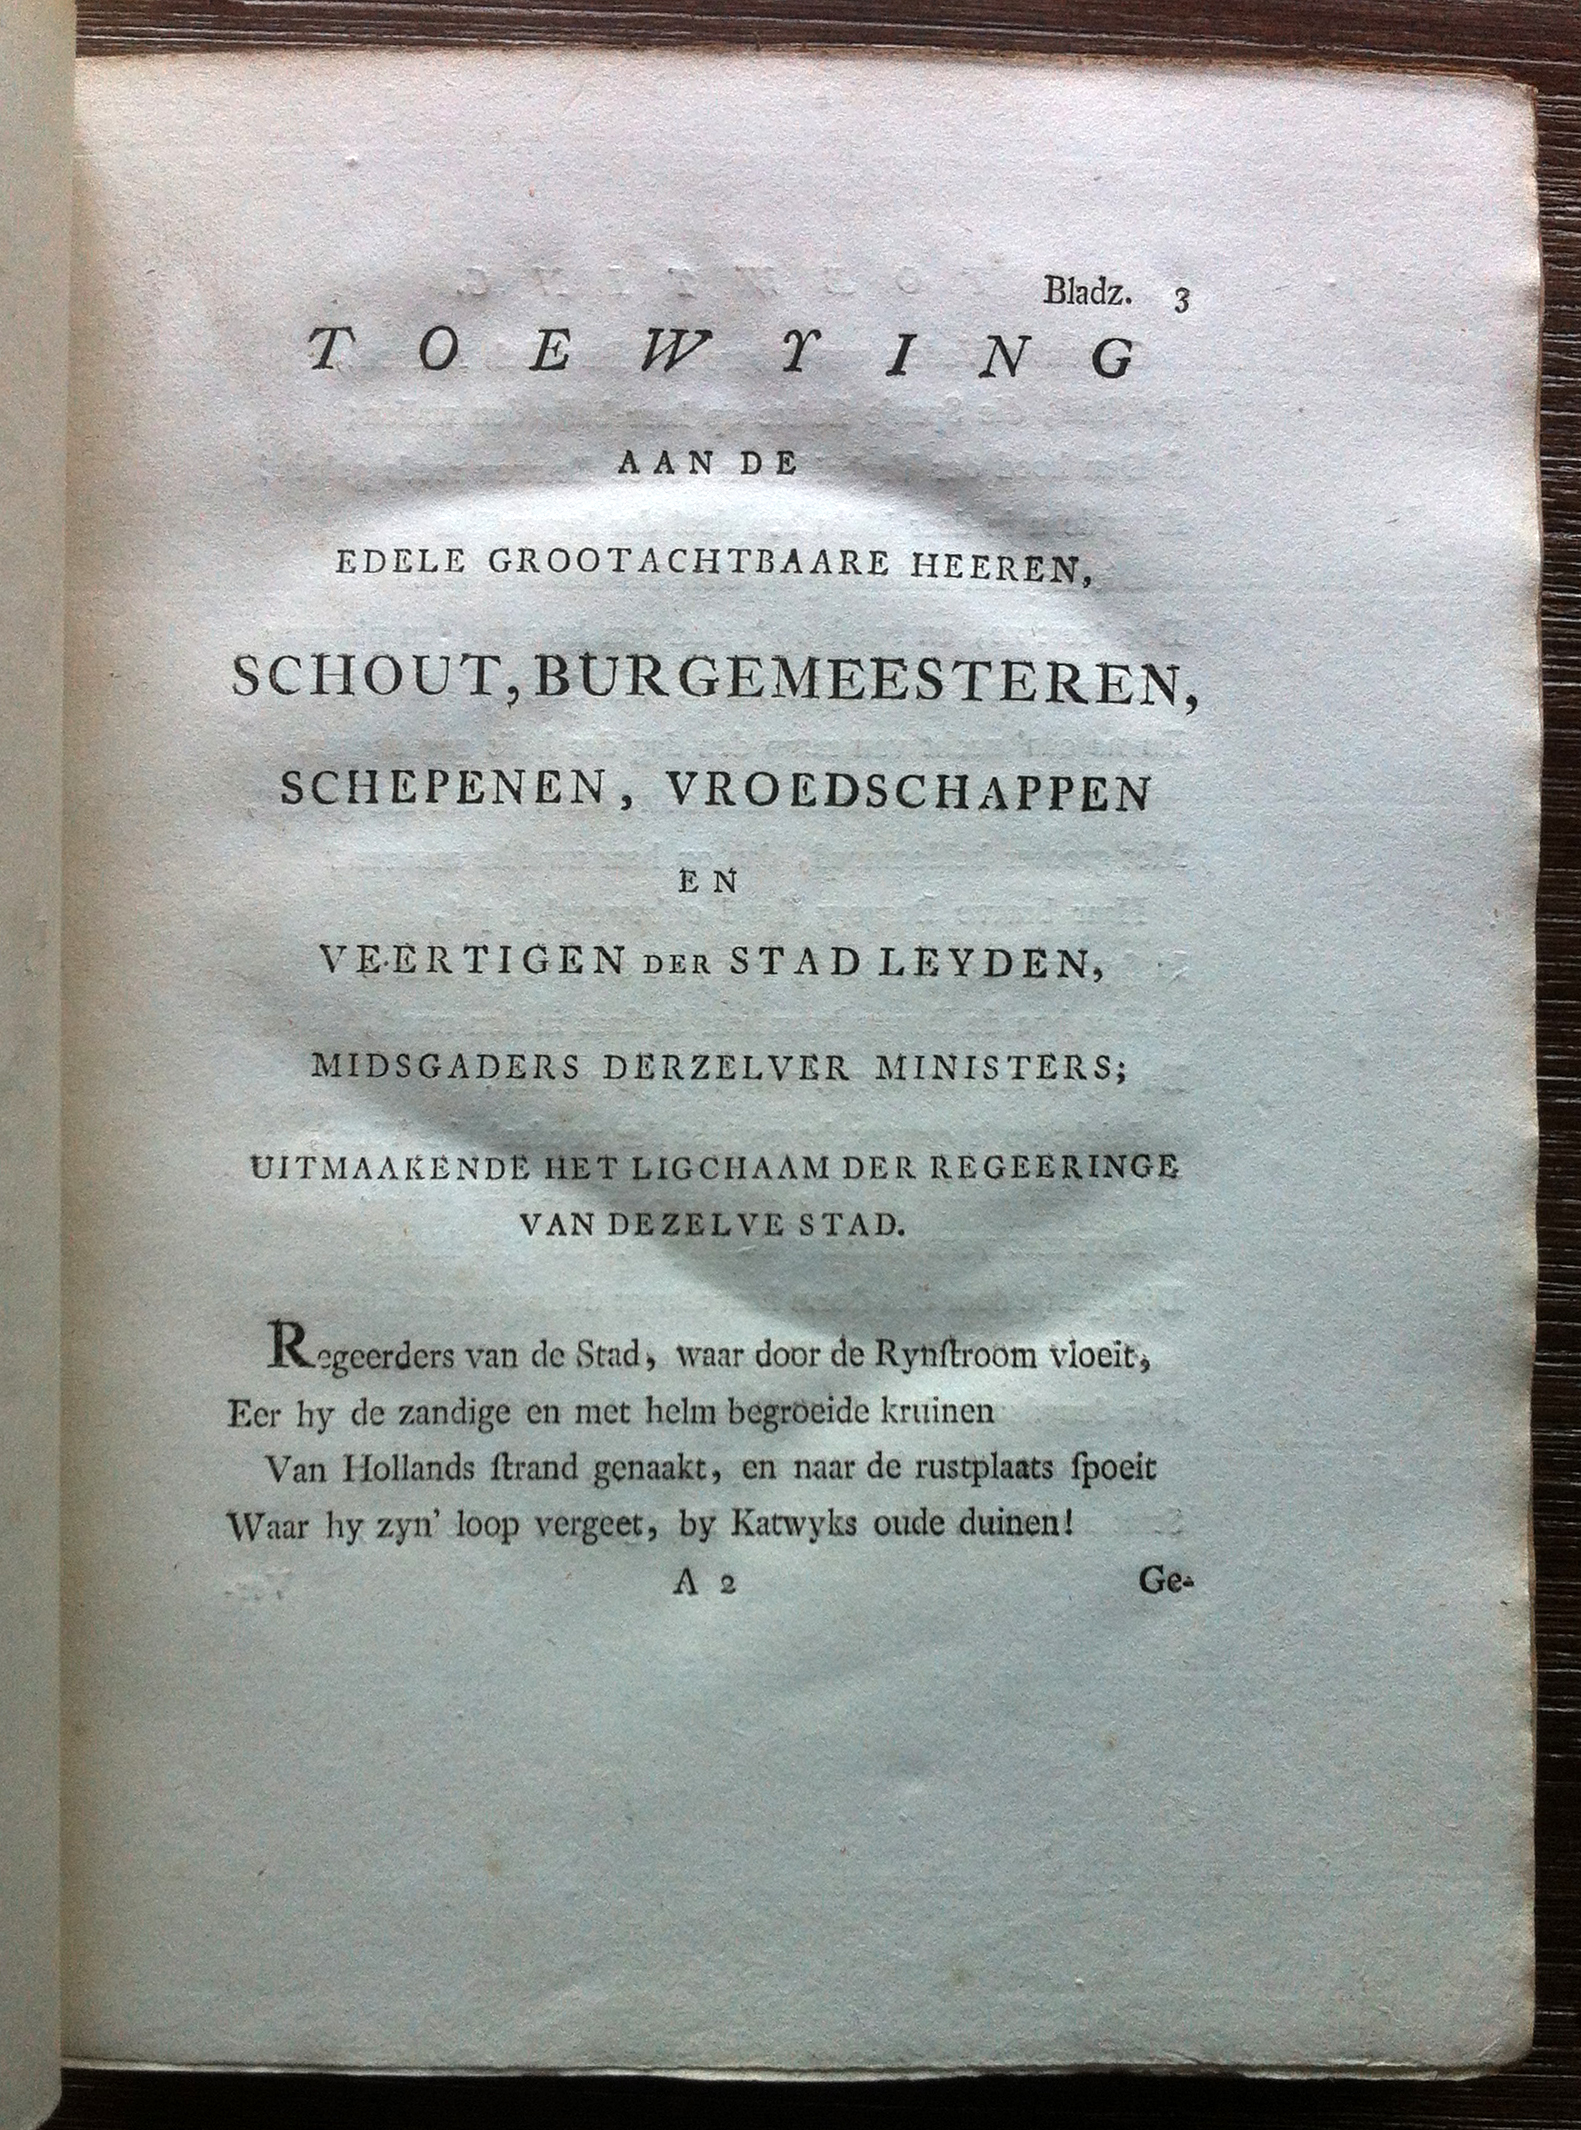 Bladz. 3
TOEWYING
AAN DE
EDELE GROOTACHTBAARE HEEREN,
SCHOUT, BURGEMEESTEREN,
SCHEPENEN, VROEDSCHAPPEN
EN
VEERTIGEN DER STAD LEYDEN,
MIDSGADERS DERZELVER MINISTERS;
UITMAAKENDE HET LIGCHAAM DER REGEERINGE
VAN DEZELVE STAD.
Regeerders van de Stad, waar door de Rynſtroom vloeit,
Eer hy de zandige en met helm begroeide kruinen
Van Hollands ſtrand genaakt, en naar de rustplaats ſpoeit
Waar hy zyn' loop vergeet, by Katwyks oude duinen!
A 2 Ge-